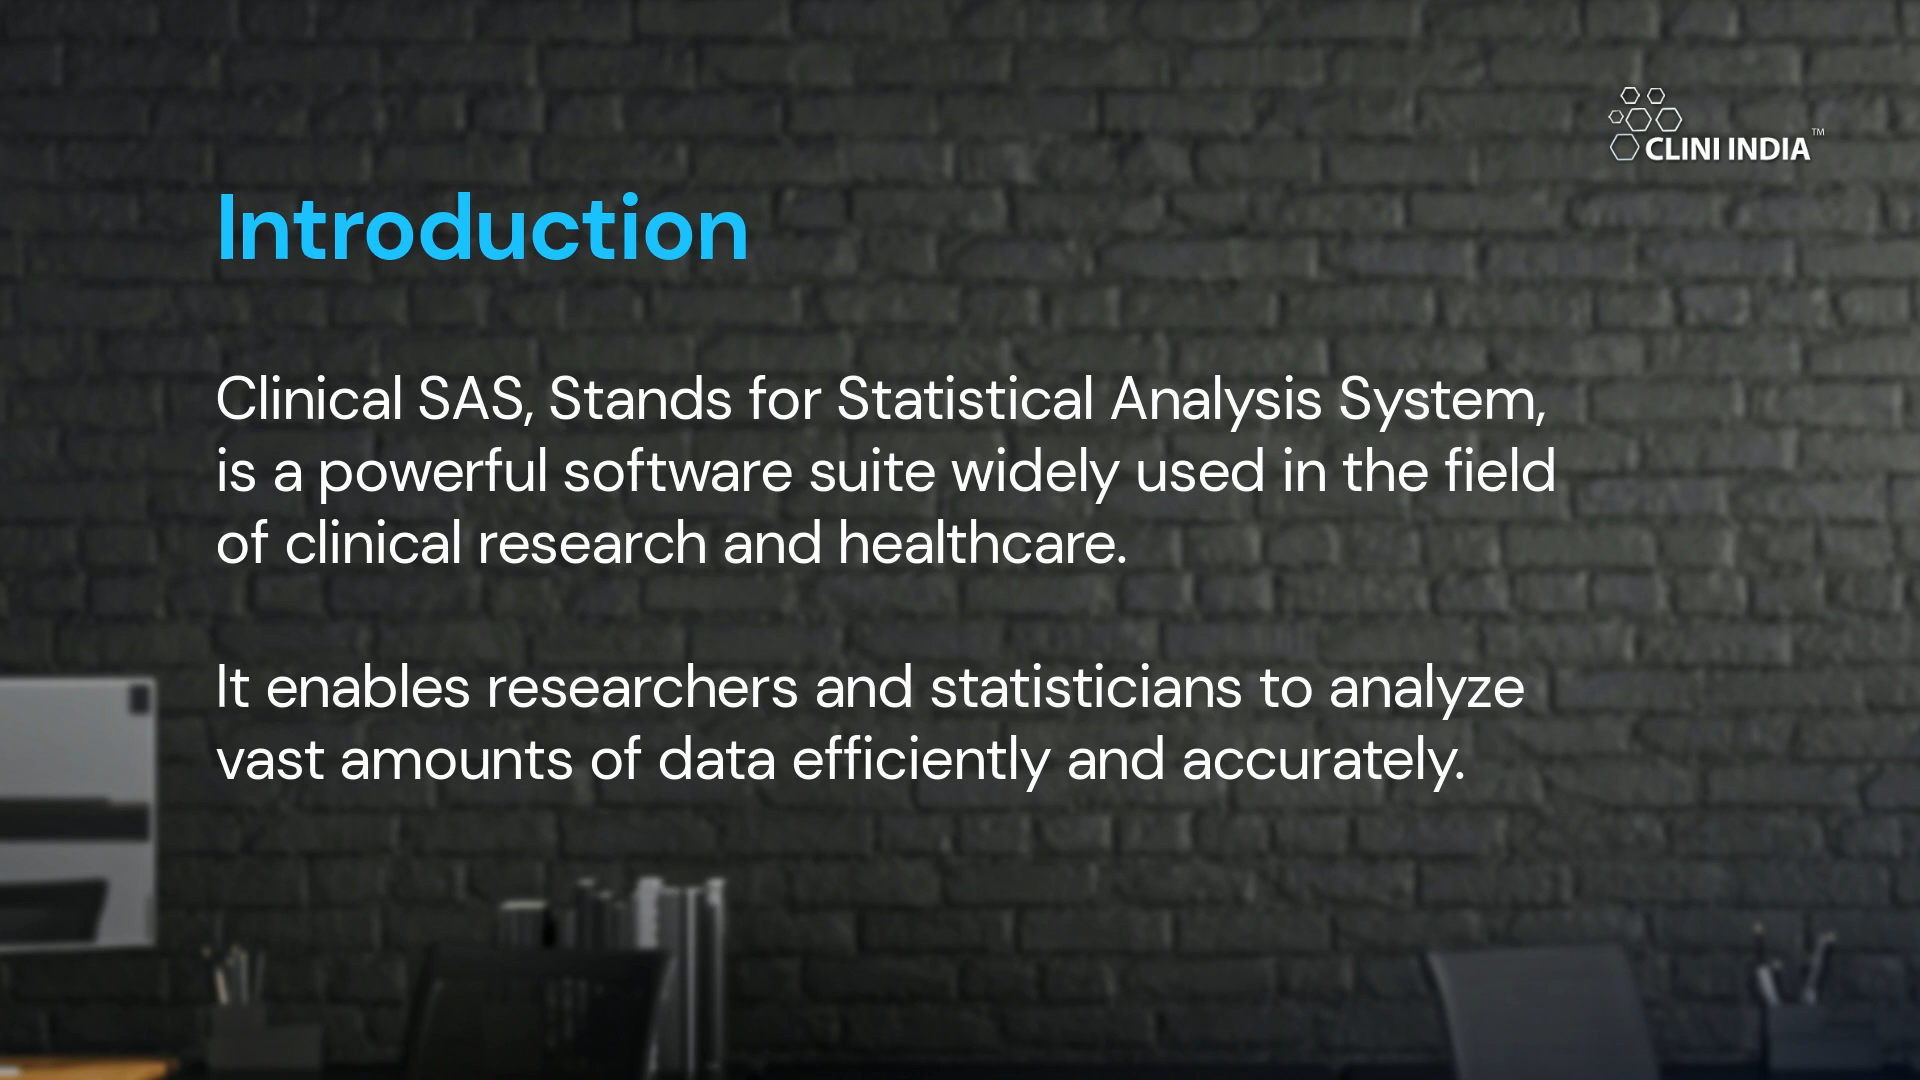 CLINI INDIA™
Introduction
Clinical SAS, Stands for Statistical Analysis System,
is a powerful software suite widely used in the field
of clinical research and healthcare.
It enables researchers and statisticians to analyze
vast amounts of data efficiently and accurately.